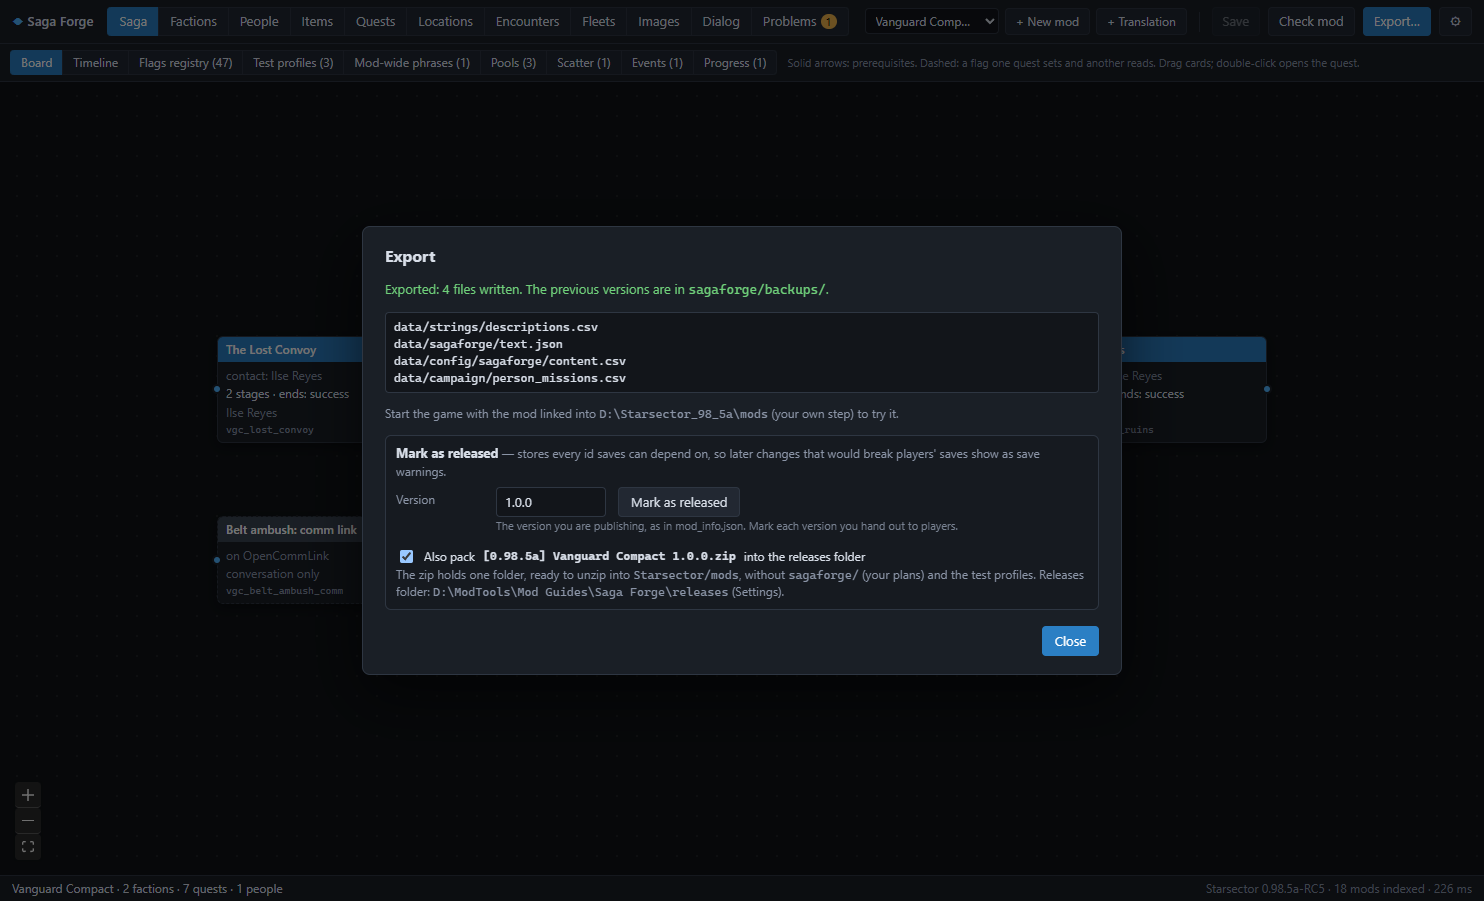 Saga Forge Saga Factions People Items Quests Locations Encounters Fleets Images Dialog Problems 1 Vanguard Comp... + New mod + Translation Save Check mod Export...
Board Timeline Flags registry (47) Test profiles (3) Mod-wide phrases (1) Pools (3) Scatter (1) Events (1) Progress (1) Solid arrows: prerequisites. Dashed: a flag one quest sets and another reads. Drag cards; double-click opens the quest.
Export
Exported: 4 files written. The previous versions are in sagaforge/backups/.
data/strings/descriptions.csv
data/sagaforge/text.json
data/config/sagaforge/content.csv
data/campaign/person_missions.csv
Start the game with the mod linked into D:\Starsector_98_5a\mods (your own step) to try it.
Mark as released — stores every id saves can depend on, so later changes that would break players' saves show as save
warnings.
Version 1.0.0 Mark as released
The version you are publishing, as in mod_info.json. Mark each version you hand out to players.
Also pack [0.98.5a] Vanguard Compact 1.0.0.zip into the releases folder
The zip holds one folder, ready to unzip into Starsector/mods, without sagaforge/ (your plans) and the test profiles. Releases
folder: D:\ModTools\Mod Guides\Saga Forge\releases (Settings).
Close
The Lost Convoy
contact: Ilse Reyes
2 stages · ends: success
Ilse Reyes
vgc_lost_convoy
Belt ambush: comm link
on OpenCommLink
conversation only
vgc_belt_ambush_comm
s
e Reyes
nds: success
_ruins
Vanguard Compact · 2 factions · 7 quests · 1 people
Starsector 0.98.5a-RC5 · 18 mods indexed · 226 ms